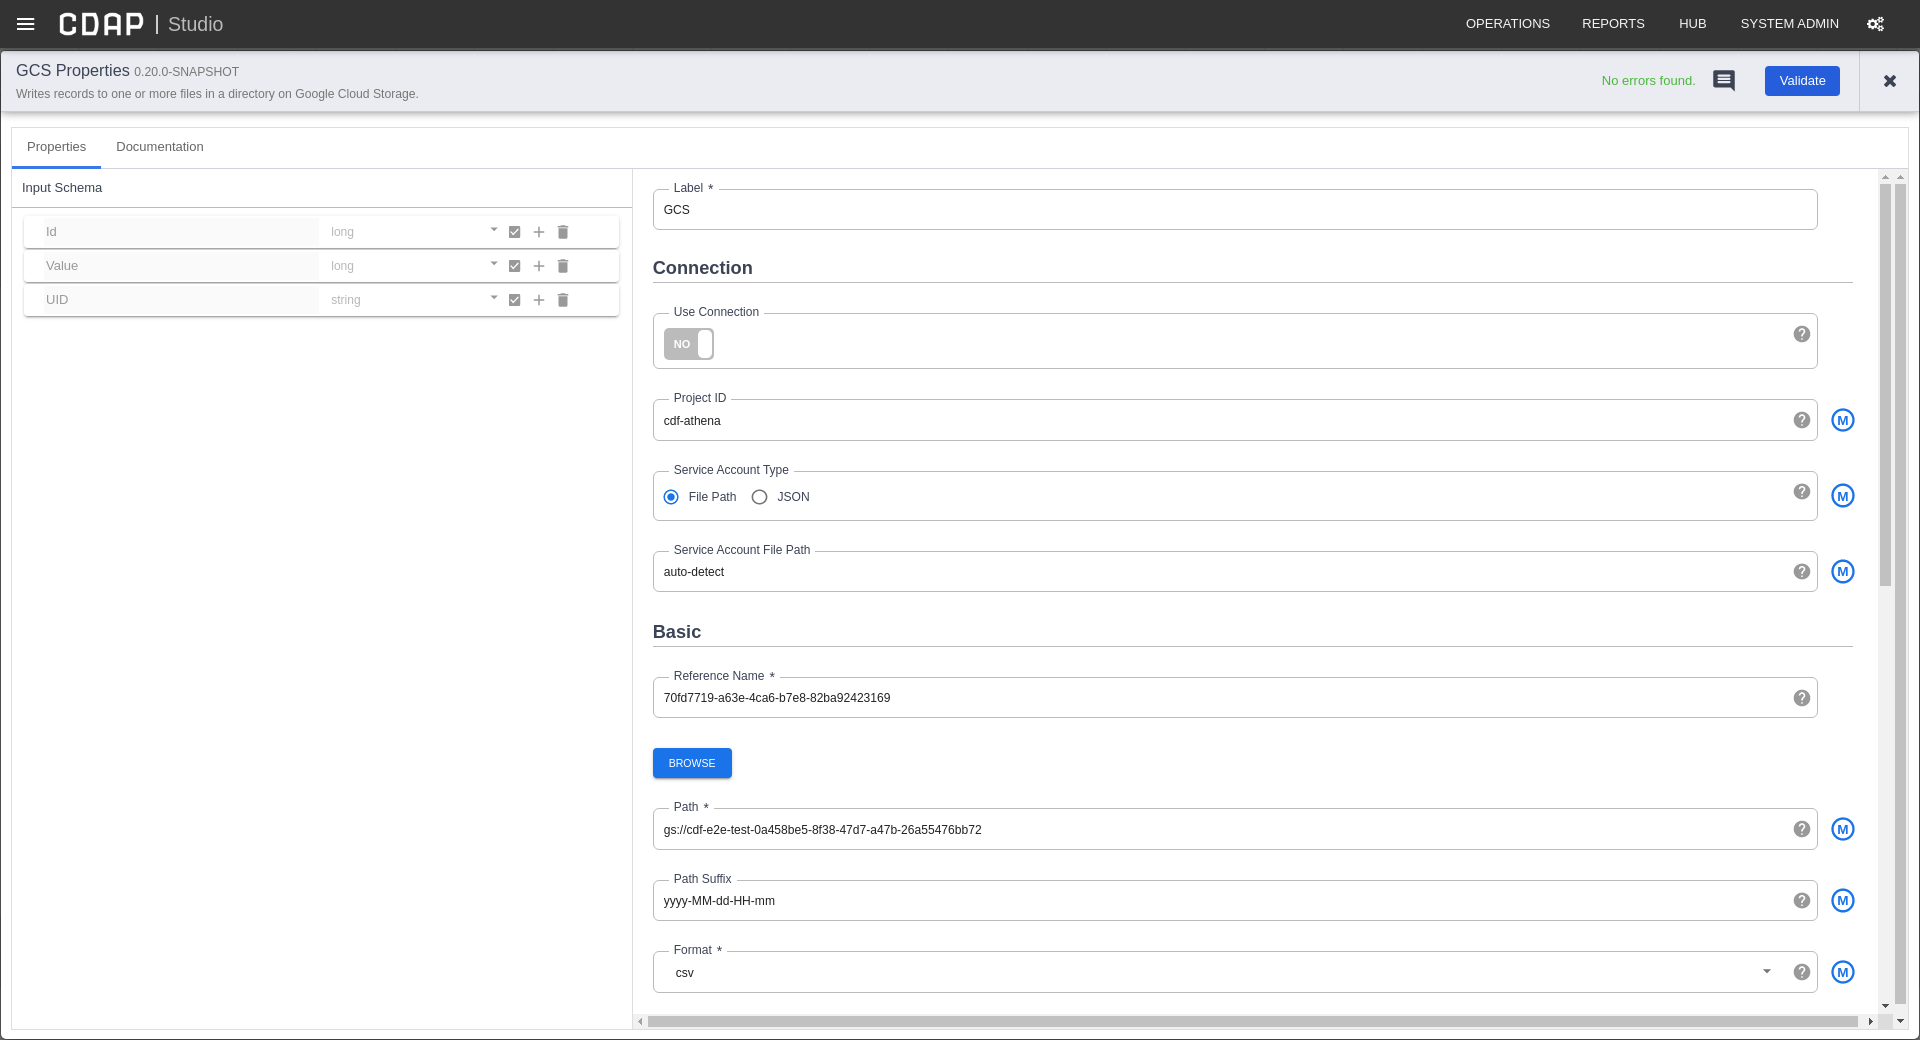 CDAP | Studio
OPERATIONS REPORTS HUB SYSTEM ADMIN
GCS Properties 0.20.0-SNAPSHOT
Writes records to one or more files in a directory on Google Cloud Storage.
No errors found.
Validate
Properties Documentation
Input Schema
Id long
Value long
UID string
Label *
GCS
Connection
Use Connection
NO
Project ID
cdf-athena
M
Service Account Type
File Path JSON
M
Service Account File Path
auto-detect
M
Basic
Reference Name *
70fd7719-a63e-4ca6-b7e8-82ba92423169
BROWSE
Path *
gs://cdf-e2e-test-0a458be5-8f38-47d7-a47b-26a55476bb72
M
Path Suffix
yyyy-MM-dd-HH-mm
M
Format *
csv
M